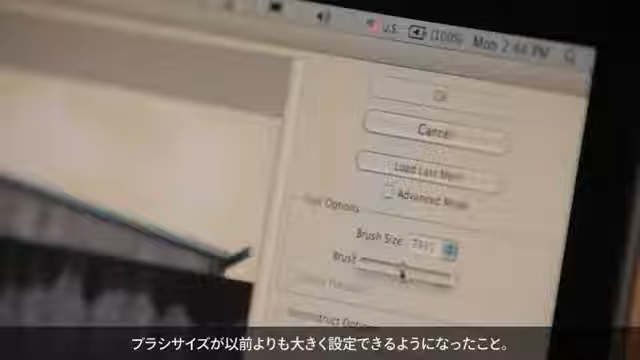 U.S.
(100%)
Mon 2:44 PM
Cancel
Load Last Mesh
Advanced Mode
Tool Options
Brush Size:
Brush
Reconstruct Options
ブラシサイズが以前よりも大きく設定できるようになったこと。